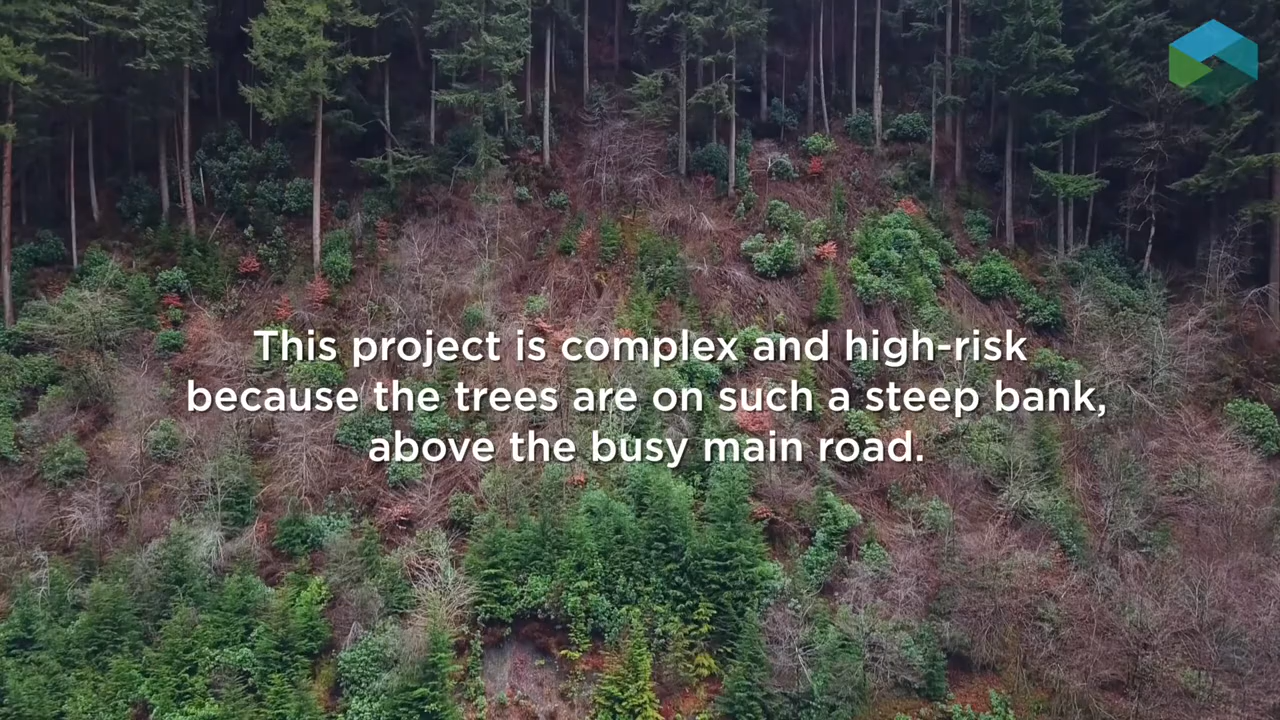 This project is complex and high-risk
because the trees are on such a steep bank,
above the busy main road.